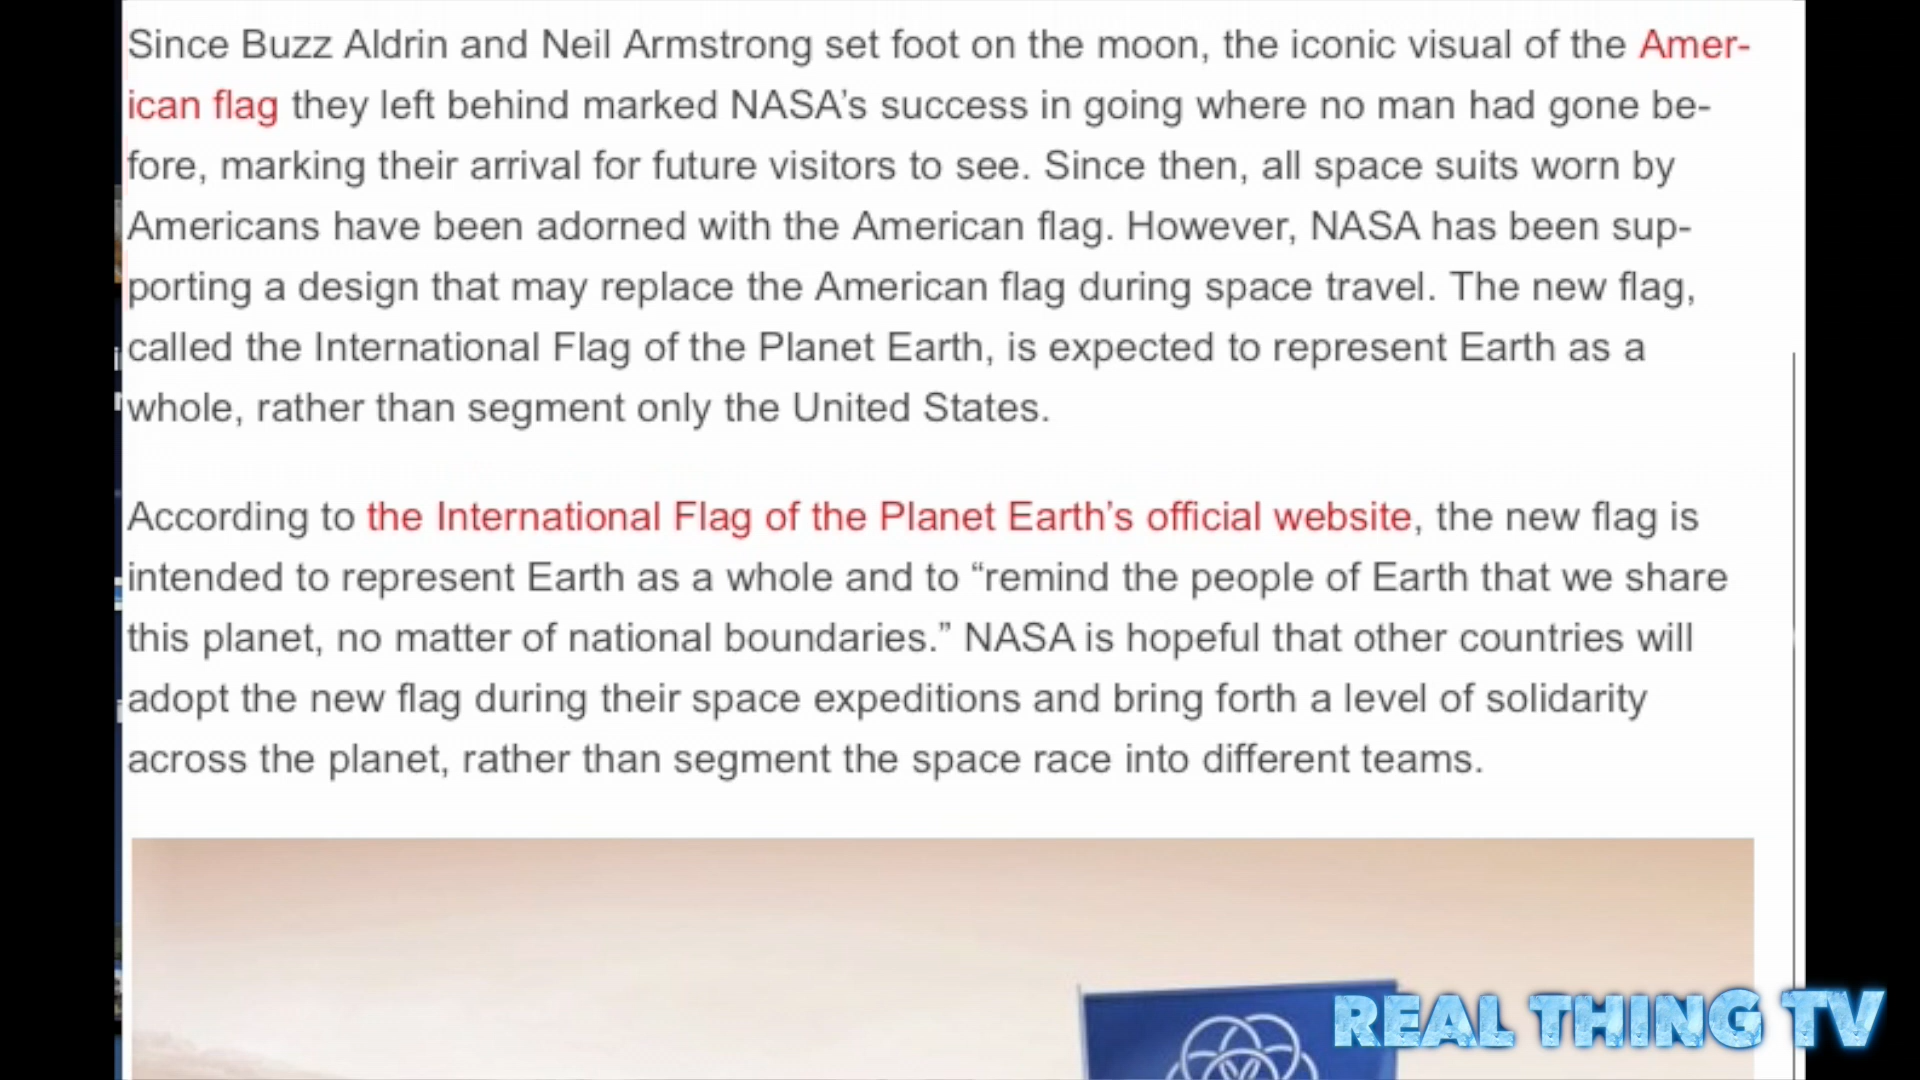 Since Buzz Aldrin and Neil Armstrong set foot on the moon, the iconic visual of the Amer-
ican flag they left behind marked NASA’s success in going where no man had gone be-
fore, marking their arrival for future visitors to see. Since then, all space suits worn by
Americans have been adorned with the American flag. However, NASA has been sup-
porting a design that may replace the American flag during space travel. The new flag,
called the International Flag of the Planet Earth, is expected to represent Earth as a
whole, rather than segment only the United States.
According to the International Flag of the Planet Earth’s official website, the new flag is
intended to represent Earth as a whole and to “remind the people of Earth that we share
this planet, no matter of national boundaries.” NASA is hopeful that other countries will
adopt the new flag during their space expeditions and bring forth a level of solidarity
across the planet, rather than segment the space race into different teams.
REAL THING TV